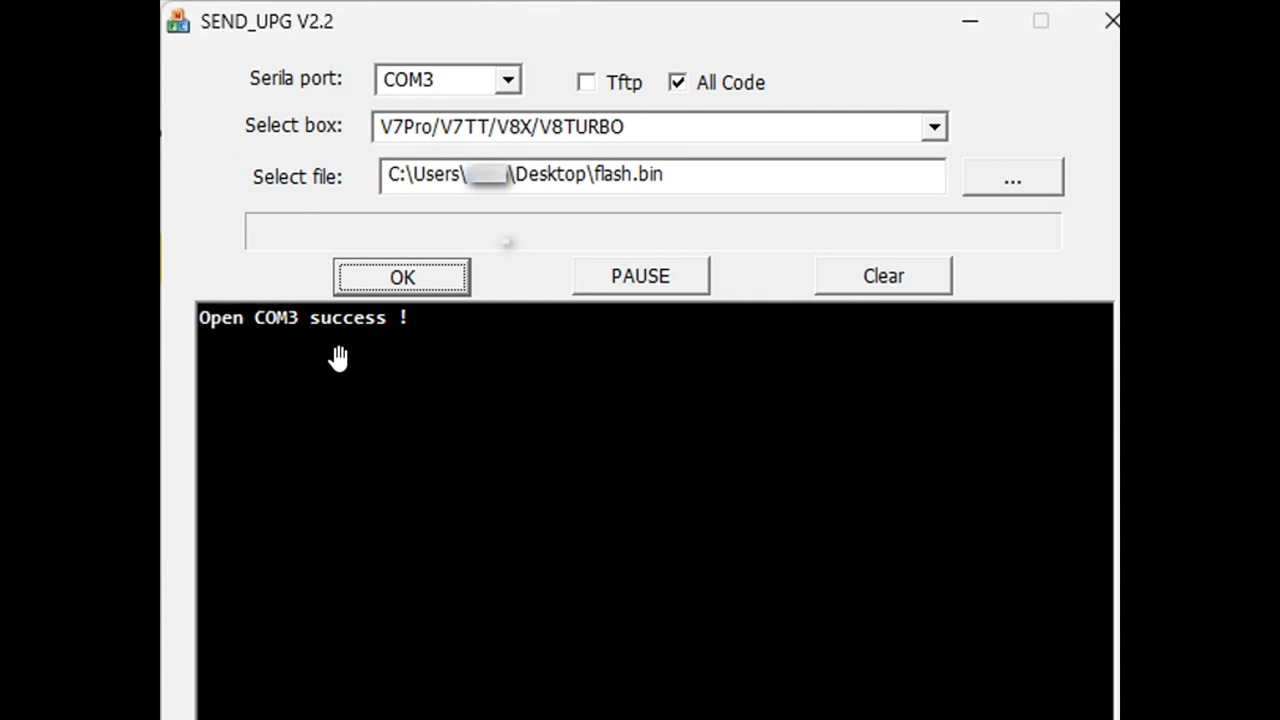 SEND_UPG V2.2
Serila port: COM3 Tftp All Code
Select box: V7Pro/V7TT/V8X/V8TURBO
Select file: C:\Users\ \Desktop\flash.bin ...
OK PAUSE Clear
Open COM3 success !